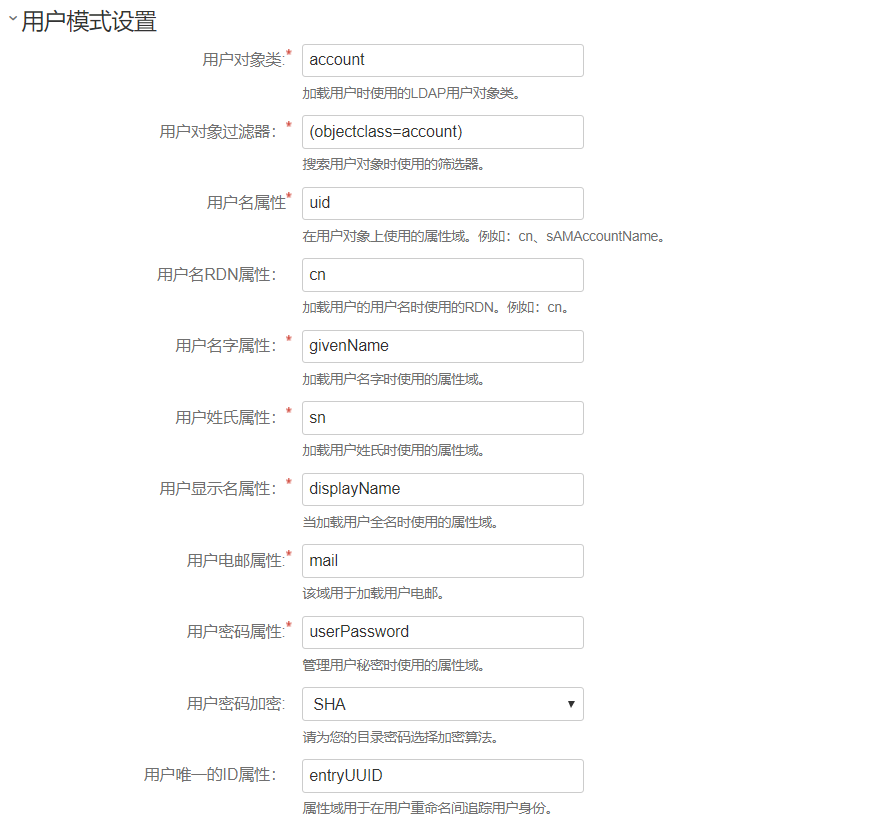 用户模式设置
用户对象类:* account
加载用户时使用的LDAP用户对象类。
用户对象过滤器：* (objectclass=account)
搜索用户对象时使用的筛选器。
用户名属性* uid
在用户对象上使用的属性域。例如：cn、sAMAccountName。
用户名RDN属性： cn
加载用户的用户名时使用的RDN。例如：cn。
用户名字属性：* givenName
加载用户名字时使用的属性域。
用户姓氏属性：* sn
加载用户姓氏时使用的属性域。
用户显示名属性：* displayName
当加载用户全名时使用的属性域。
用户电邮属性:* mail
该域用于加载用户电邮。
用户密码属性:* userPassword
管理用户秘密时使用的属性域。
用户密码加密: SHA
请为您的目录密码选择加密算法。
用户唯一的ID属性： entryUUID
属性域用于在用户重命名间追踪用户身份。